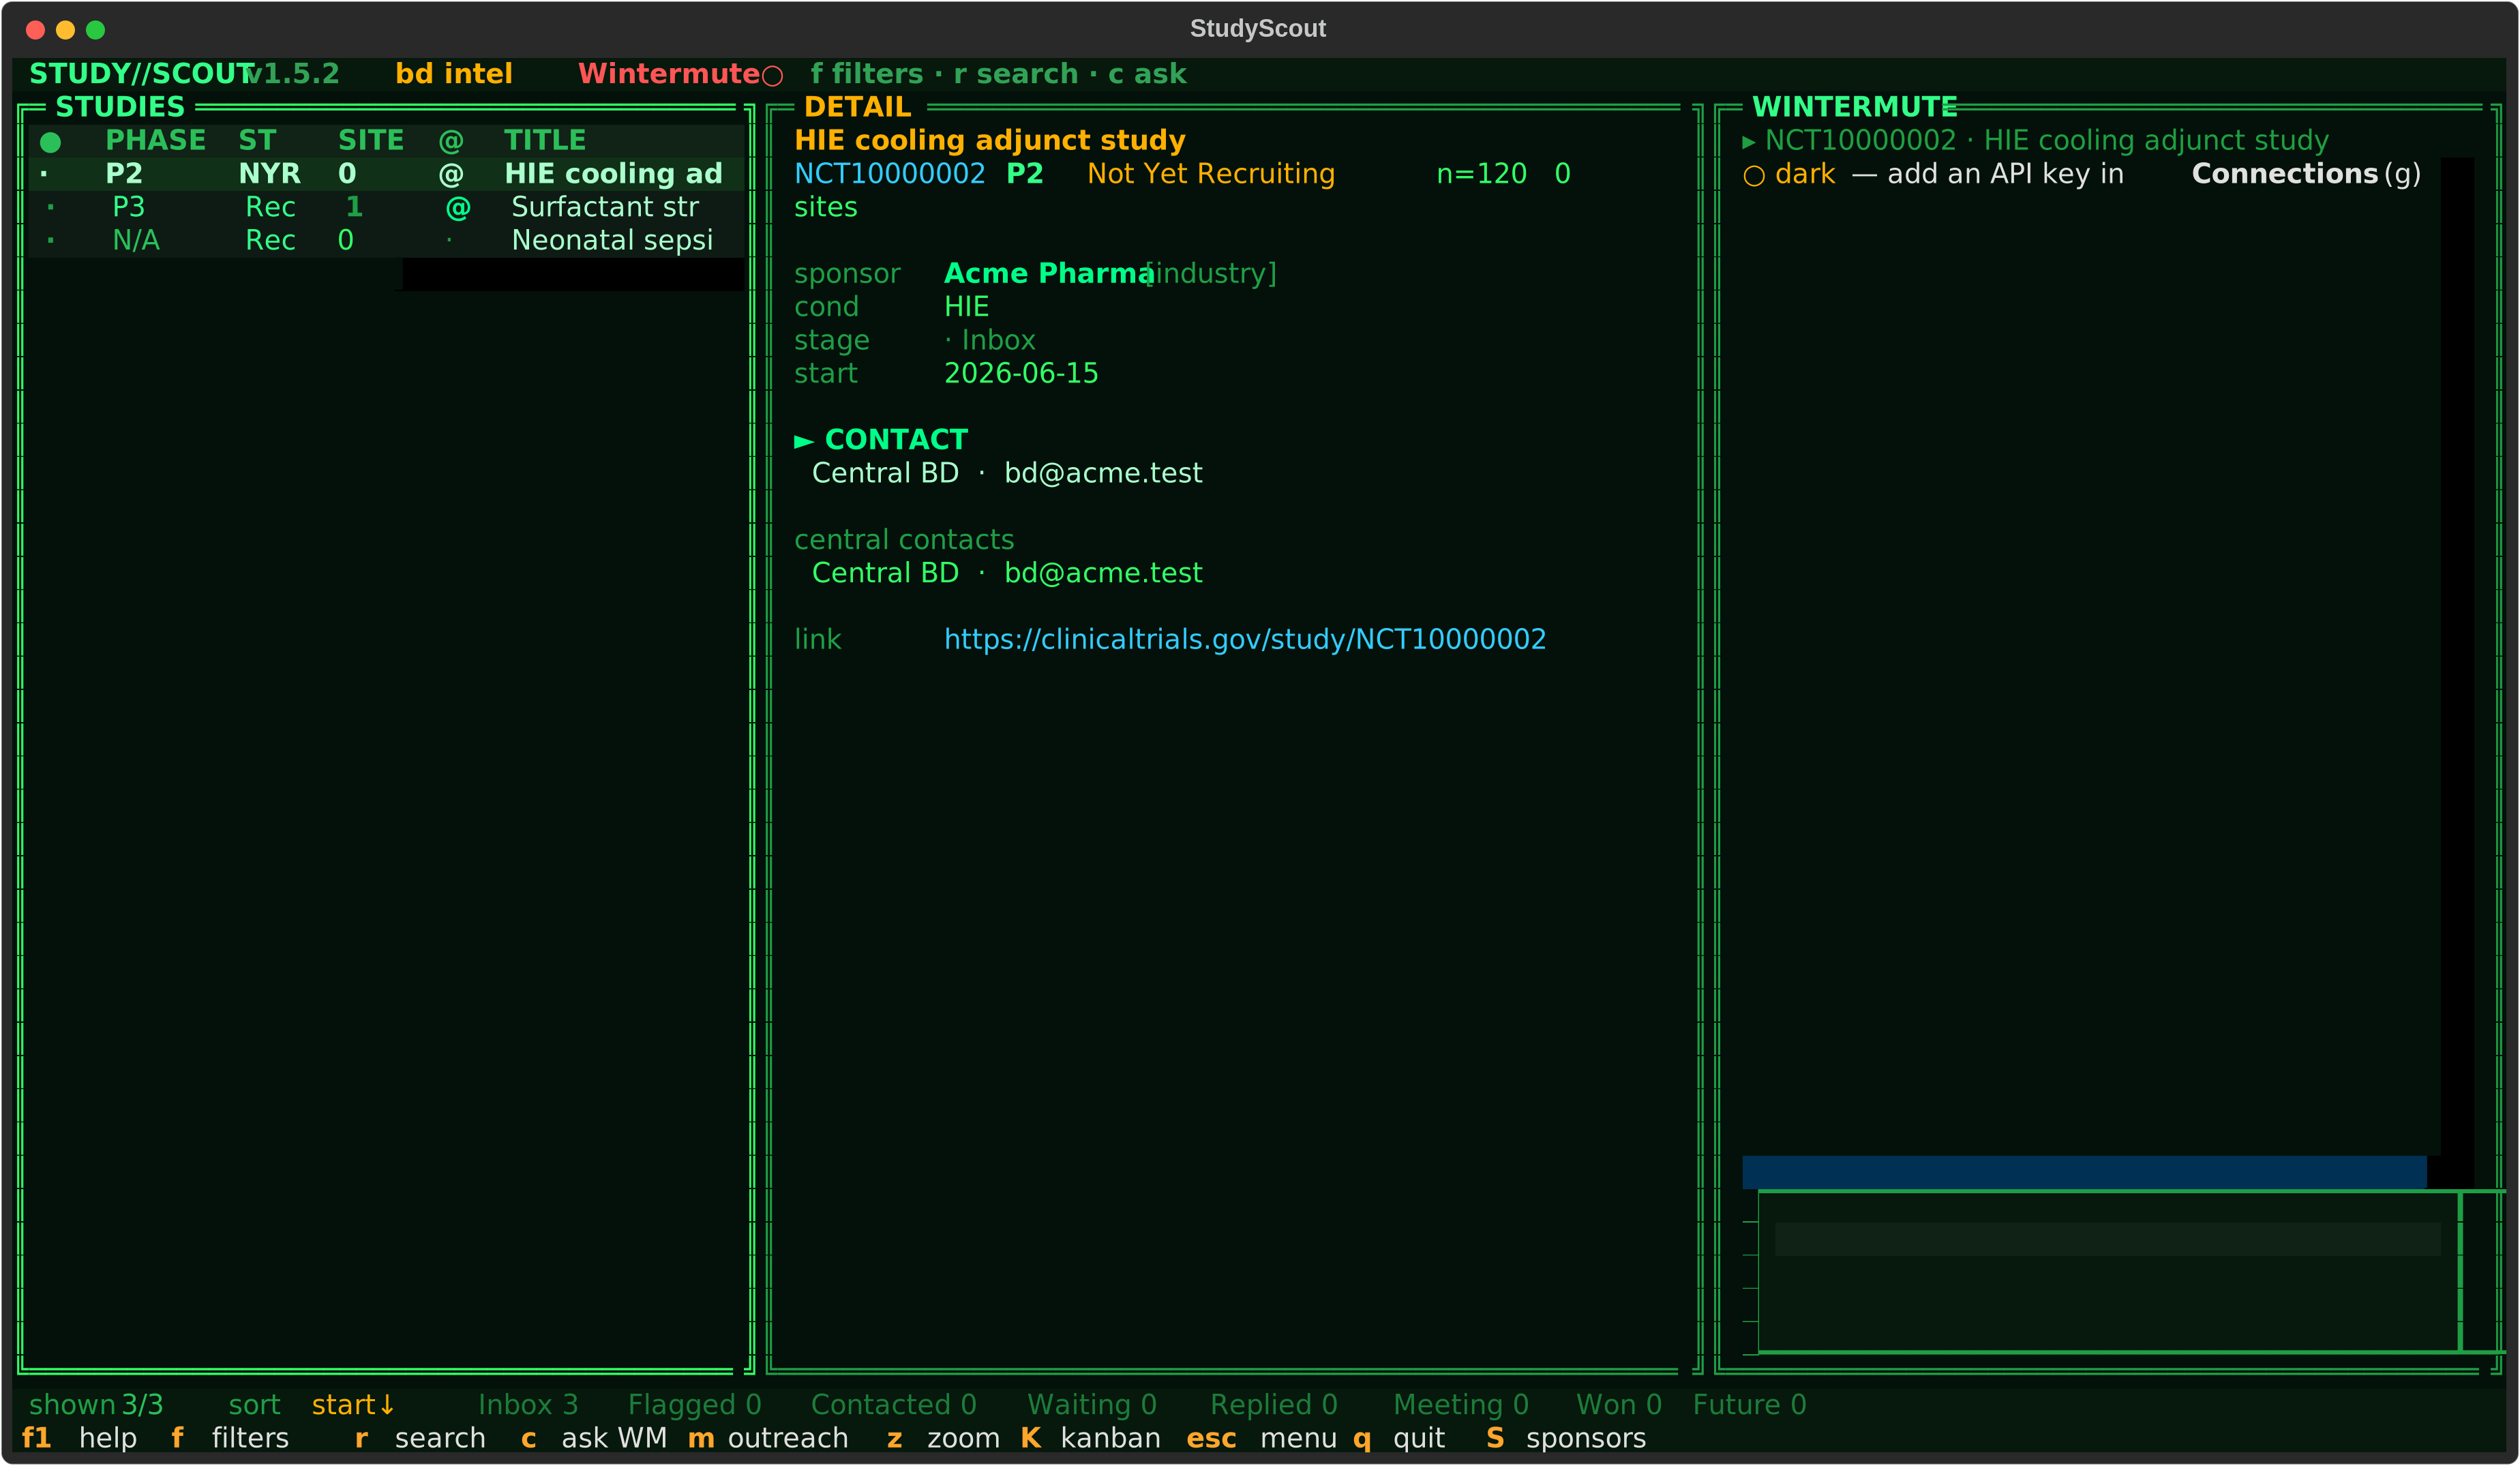 StudyScout
STUDY//SCOUT v1.5.2 bd intel Wintermute○ f filters · r search · c ask
STUDIES
● PHASE ST SITE @ TITLE
· P2 NYR 0 @ HIE cooling ad
· P3 Rec 1 @ Surfactant str
· N/A Rec 0 · Neonatal sepsi
DETAIL
HIE cooling adjunct study
NCT10000002 P2 Not Yet Recruiting n=120 0
sites
sponsor Acme Pharma [industry]
cond HIE
stage · Inbox
start 2026-06-15
► CONTACT
Central BD · bd@acme.test
central contacts
Central BD · bd@acme.test
link https://clinicaltrials.gov/study/NCT10000002
WINTERMUTE
▸ NCT10000002 · HIE cooling adjunct study
○ dark — add an API key in Connections (g)
shown 3/3 sort start↓ Inbox 3 Flagged 0 Contacted 0 Waiting 0 Replied 0 Meeting 0 Won 0 Future 0
f1 help f filters r search c ask WM m outreach z zoom K kanban esc menu q quit S sponsors